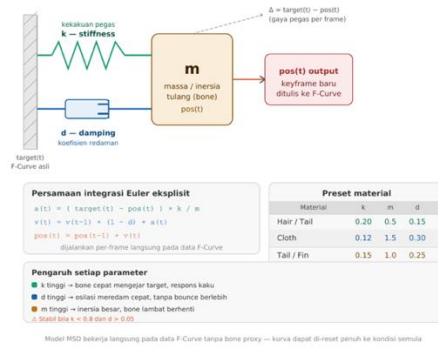 kekakuan pegas
k — stiffness
Δ = target(t) − pos(t)
(gaya pegas per frame)
m
massa / inersia
tulang (bone)
pos(t)
pos(t) output
keyframe baru
ditulis ke F-Curve
d — damping
koefisien redaman
target(t)
F-Curve asli
Persamaan integrasi Euler eksplisit
a(t) = ( target(t) − pos(t) ) * k / m
v(t) = v(t−1) * (1 − d) + a(t)
pos(t) = pos(t−1) + v(t)
dijalankan per-frame langsung pada data F-Curve
Preset material
Material k m d
Hair / Tail 0.20 0.5 0.15
Cloth 0.12 1.5 0.30
Tail / Fin 0.15 1.0 0.25
Pengaruh setiap parameter
k tinggi → bone cepat mengejar target, respons kaku
d tinggi → osilasi meredam cepat, tanpa bounce berlebih
m tinggi → inersia besar, bone lambat berhenti
⚠ Stabil bila k < 0.8 dan d > 0.05
Model MSD bekerja langsung pada data F-Curve tanpa bone proxy — kurva dapat di-reset penuh ke kondisi semula